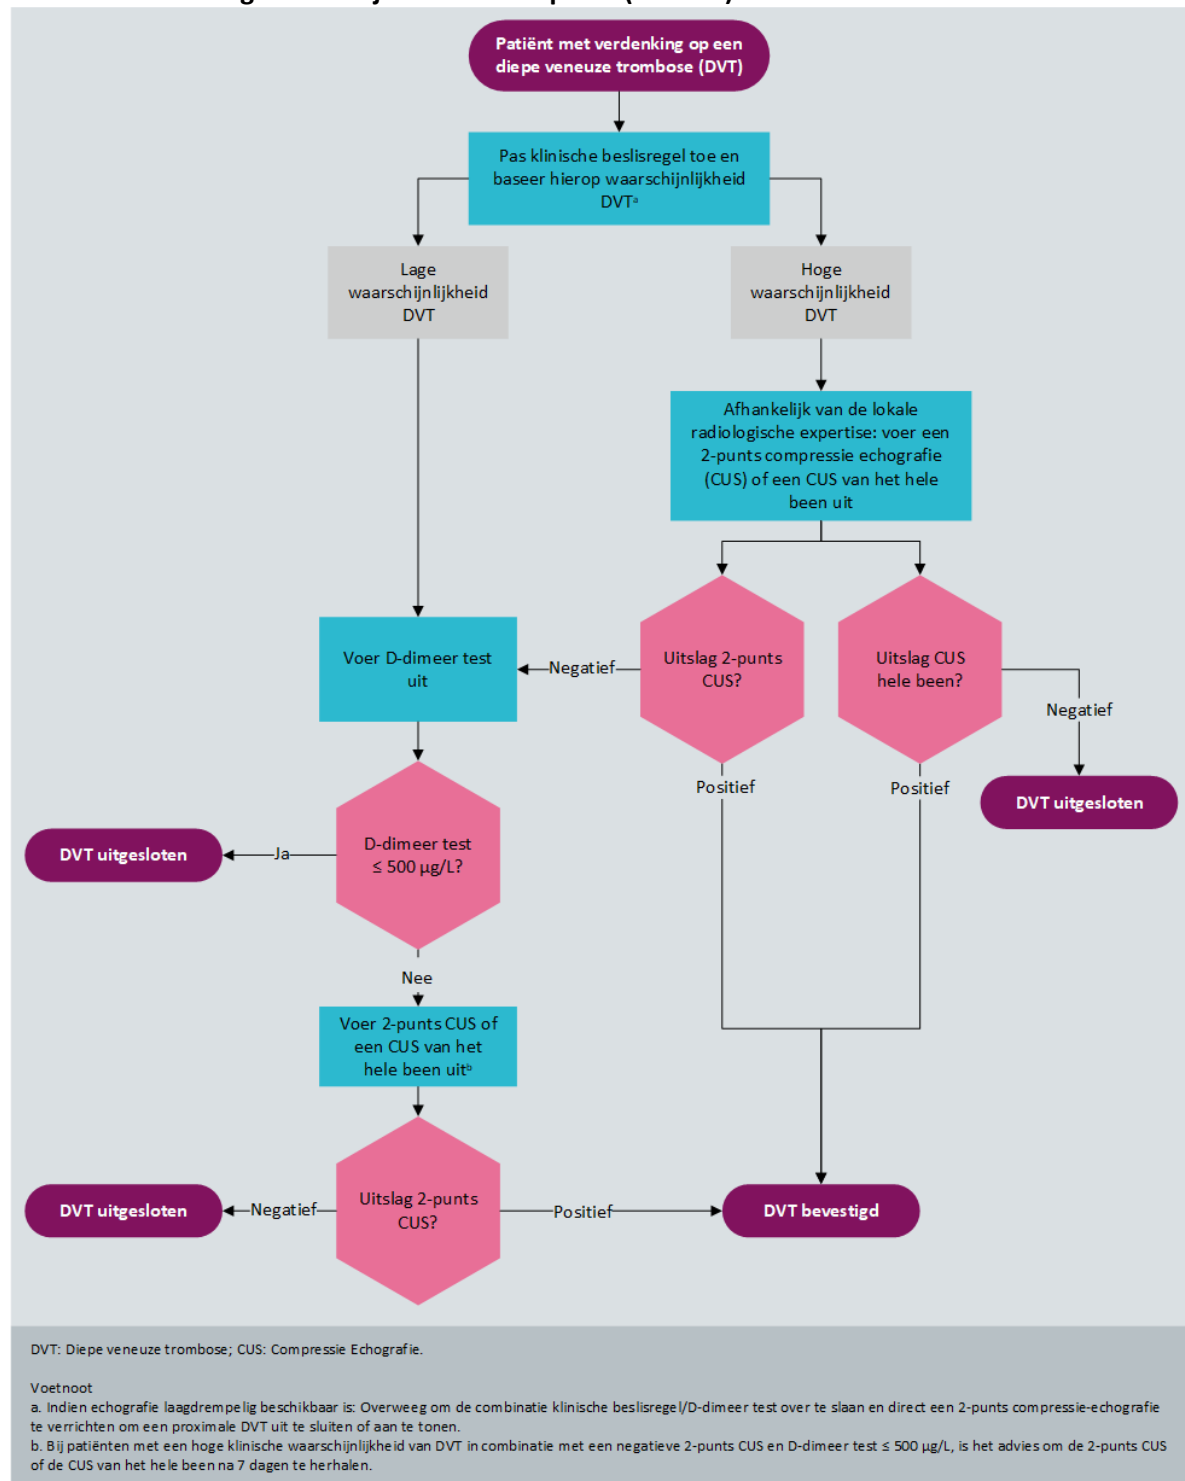 Patiënt met verdenking op een
diepe veneuze trombose (DVT)
Pas klinische beslisregel toe en
baseer hierop waarschijnlijkheid
DVTᵃ
Lage
waarschijnlijkheid
DVT
Hoge
waarschijnlijkheid
DVT
Afhankelijk van de lokale
radiologische expertise: voer een
2-punts compressie echografie
(CUS) of een CUS van het hele
been uit
Voer D-dimeer test
uit
Negatief
Uitslag 2-punts
CUS?
Uitslag CUS
hele been?
Negatief
Positief
Positief
DVT uitgesloten
DVT uitgesloten
Ja
D-dimeer test
≤ 500 µg/L?
Nee
Voer 2-punts CUS of
een CUS van het
hele been uitᵇ
DVT uitgesloten
Negatief
Uitslag 2-punts
CUS?
Positief
DVT bevestigd
DVT: Diepe veneuze trombose; CUS: Compressie Echografie.
Voetnoot
a. Indien echografie laagdrempelig beschikbaar is: Overweeg om de combinatie klinische beslisregel/D-dimeer test over te slaan en direct een 2-punts compressie-echografie
te verrichten om een proximale DVT uit te sluiten of aan te tonen.
b. Bij patiënten met een hoge klinische waarschijnlijkheid van DVT in combinatie met een negatieve 2-punts CUS en D-dimeer test ≤ 500 µg/L, is het advies om de 2-punts CUS
of de CUS van het hele been na 7 dagen te herhalen.